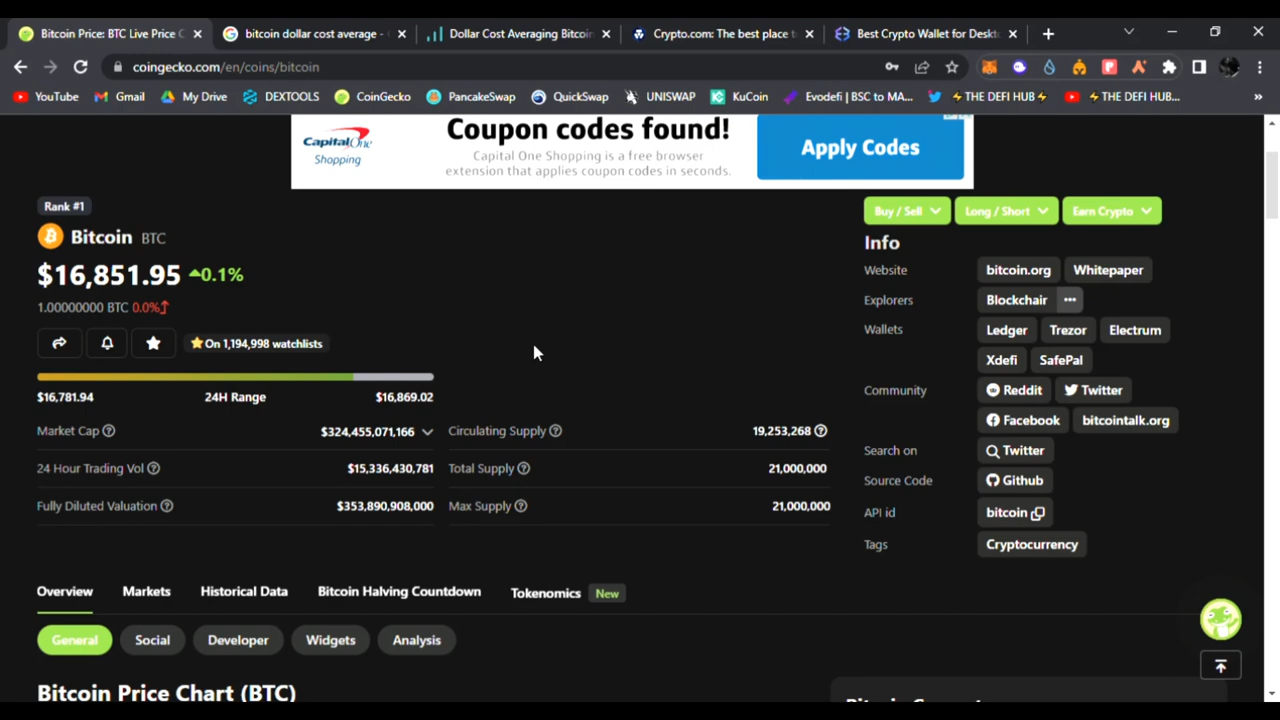 Bitcoin Price: BTC Live Price C
bitcoin dollar cost average -
Dollar Cost Averaging Bitcoin
Crypto.com: The best place t
Best Crypto Wallet for Deskt
coingecko.com/en/coins/bitcoin
YouTube
Gmail
My Drive
DEXTOOLS
CoinGecko
PancakeSwap
QuickSwap
UNISWAP
KuCoin
Evodefi | BSC to MA...
THE DEFI HUB
THE DEFI HUB...
Capital One
Shopping
Coupon codes found!
Capital One Shopping is a free browser
extension that applies coupon codes in seconds.
Apply Codes
Rank #1
Bitcoin BTC
$16,851.95 0.1%
1.00000000 BTC 0.0%
On 1,194,998 watchlists
$16,781.94 24H Range $16,869.02
Market Cap $324,455,071,166
24 Hour Trading Vol $15,336,430,781
Fully Diluted Valuation $353,890,908,000
Circulating Supply 19,253,268
Total Supply 21,000,000
Max Supply 21,000,000
Buy / Sell Long / Short Earn Crypto
Info
Website bitcoin.org Whitepaper
Explorers Blockchair
Wallets Ledger Trezor Electrum
Xdefi SafePal
Community Reddit Twitter
Facebook bitcointalk.org
Search on Twitter
Source Code Github
API id bitcoin
Tags Cryptocurrency
Overview Markets Historical Data Bitcoin Halving Countdown Tokenomics New
General Social Developer Widgets Analysis
Bitcoin Price Chart (BTC)